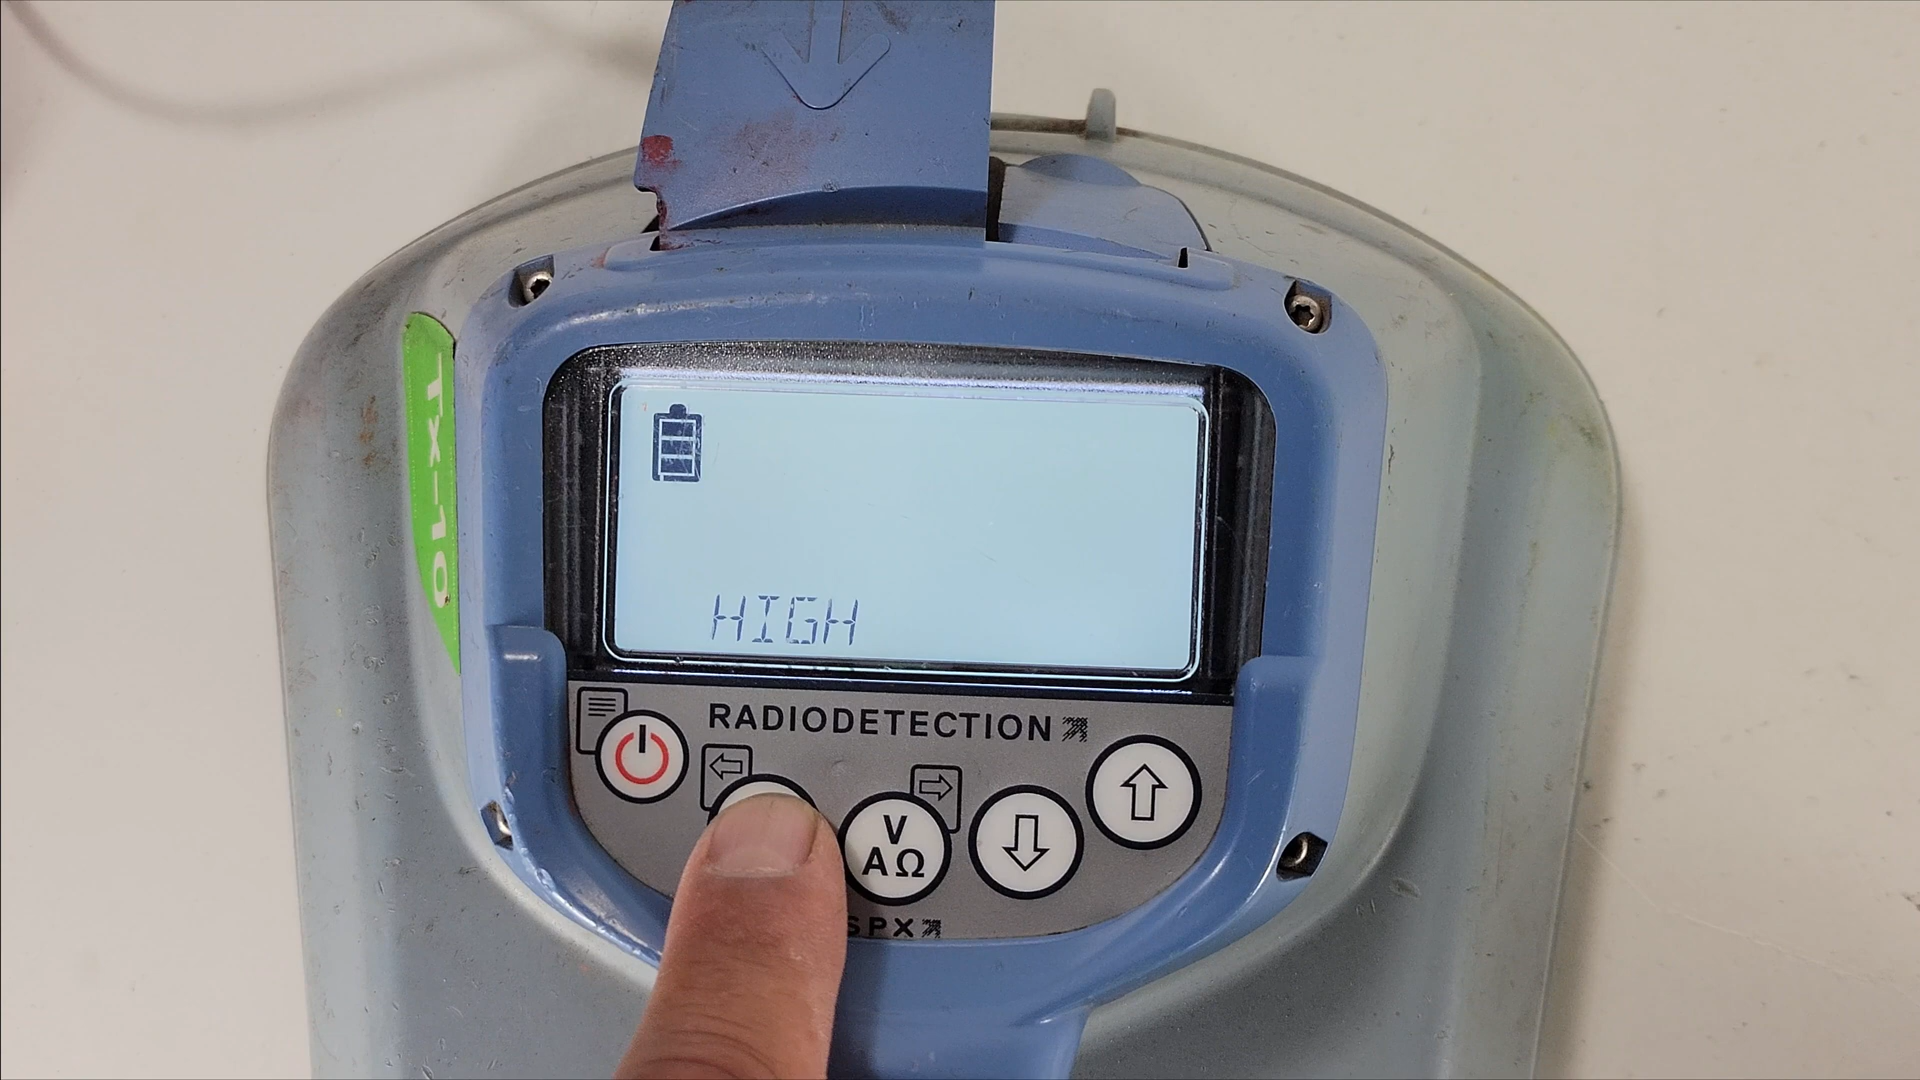 Tx-10
HIGH
RADIODETECTION
V
AΩ
SPX